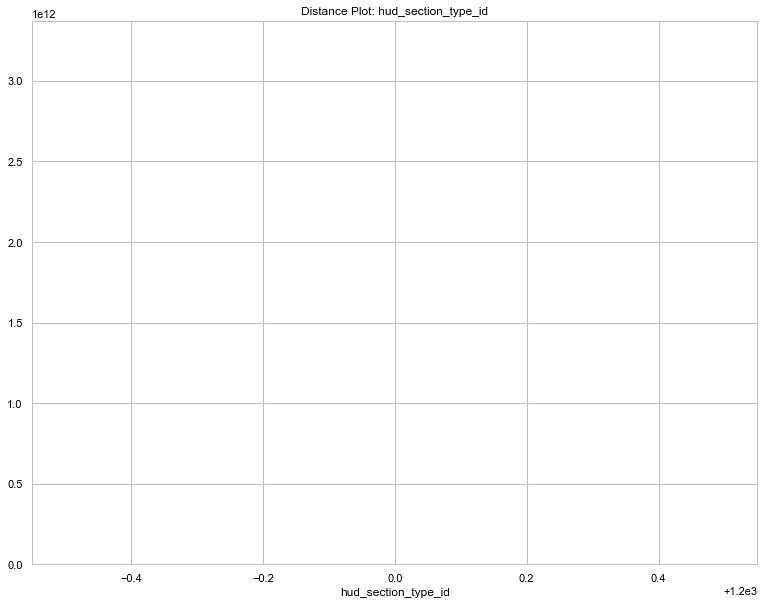 Distance Plot: hud_section_type_id
1e12
3.0
2.5
2.0
1.5
1.0
0.5
0.0
−0.4 −0.2 0.0 0.2 0.4
hud_section_type_id
+1.2e3